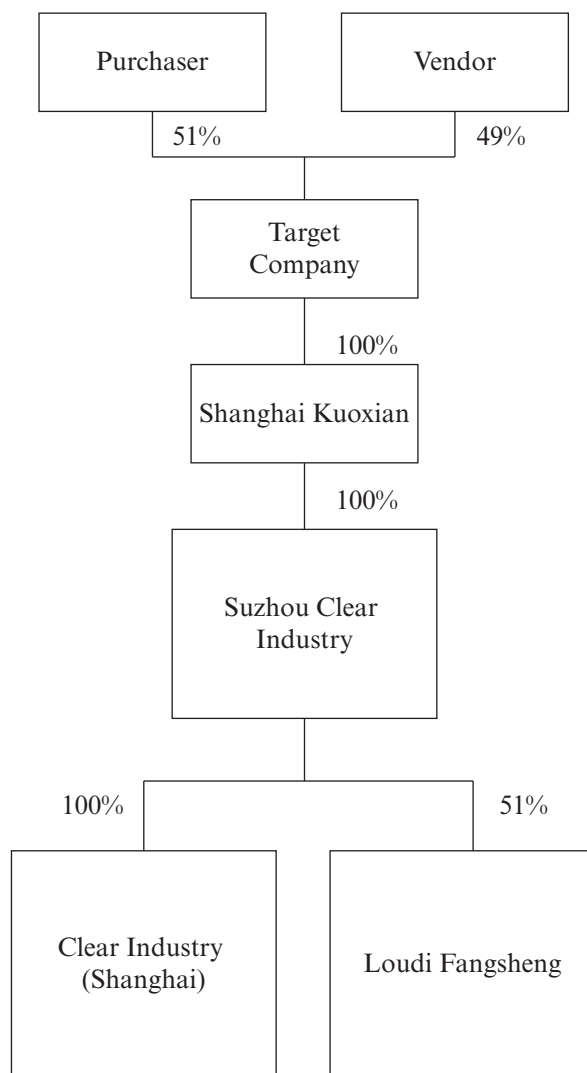 Purchaser
Vendor
51%
49%
Target
Company
100%
Shanghai Kuoxian
100%
Suzhou Clear
Industry
100%
51%
Clear Industry
(Shanghai)
Loudi Fangsheng